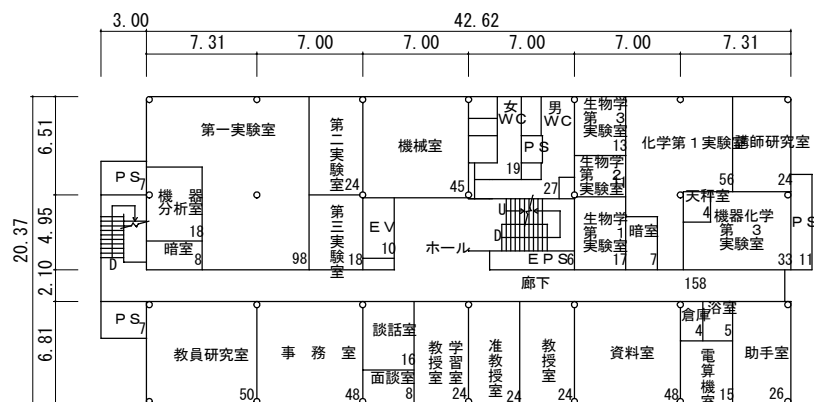 3.00
42.62
7.31
7.00
7.00
7.00
7.00
7.31
20.37
6.51
4.95
2.10
6.81
第一実験室
98
第二実験室
24
機械室
45
女
WC
19
男
WC
27
PS
生物学
第3
実験室
13
生物学
第2
実験室
11
化学第1実験室
56
講師研究室
24
PS
7
機器
分析室
18
暗室
8
第三実験室
18
EV
10
ホール
U
D
EPS
6
生物学
第1
実験室
17
暗室
7
天秤室
4
機器化学
第3
実験室
33
PS
11
D
廊下
158
PS
7
教員研究室
50
事務室
48
談話室
16
面談室
8
学習室
教授室
24
准教授室
24
教授室
24
資料室
48
倉庫
4
浴室
5
電算機室
15
助手室
26